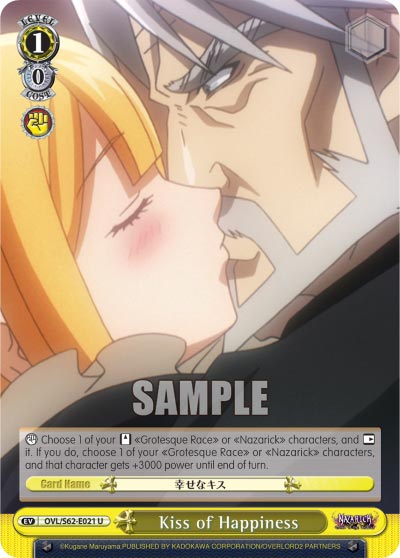 LEVEL
1
0
COST
SAMPLE
Choose 1 of your «Grotesque Race» or «Nazarick» characters, and
it. If you do, choose 1 of your «Grotesque Race» or «Nazarick» characters,
and that character gets +3000 power until end of turn.
Card Name 幸せなキス
EV OVL/S62-E021 U Kiss of Happiness NAZARICK
©Kugane Maruyama,PUBLISHED BY KADOKAWA CORPORATION/OVERLORD2 PARTNERS